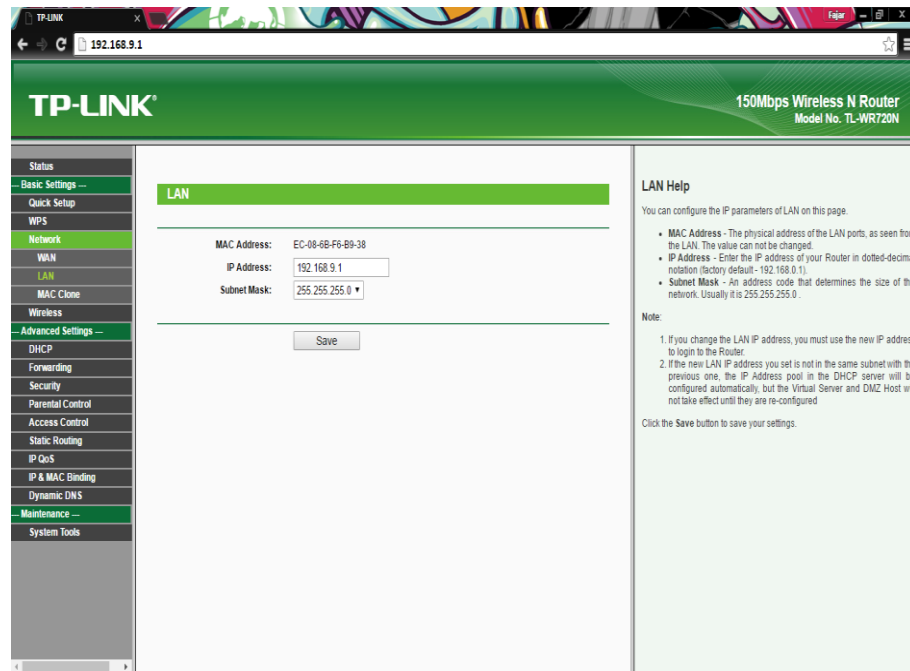 TP-LINK
Fajar
192.168.9.1
TP-LINK®
150Mbps Wireless N Router
Model No. TL-WR720N
Status
— Basic Settings —
Quick Setup
WPS
Network
WAN
LAN
MAC Clone
Wireless
— Advanced Settings —
DHCP
Forwarding
Security
Parental Control
Access Control
Static Routing
IP QoS
IP & MAC Binding
Dynamic DNS
— Maintenance —
System Tools
LAN
MAC Address: EC-08-6B-F6-B9-38
IP Address: 192.168.9.1
Subnet Mask: 255.255.255.0
Save
LAN Help
You can configure the IP parameters of LAN on this page.
• MAC Address - The physical address of the LAN ports, as seen fro
the LAN. The value can not be changed.
• IP Address - Enter the IP address of your Router in dotted-decima
notation (factory default - 192.168.0.1).
• Subnet Mask - An address code that determines the size of th
network. Usually it is 255.255.255.0 .
Note:
1. If you change the LAN IP address, you must use the new IP addres
to login to the Router.
2. If the new LAN IP address you set is not in the same subnet with th
previous one, the IP Address pool in the DHCP server will b
configured automatically, but the Virtual Server and DMZ Host w
not take effect until they are re-configured
Click the Save button to save your settings.